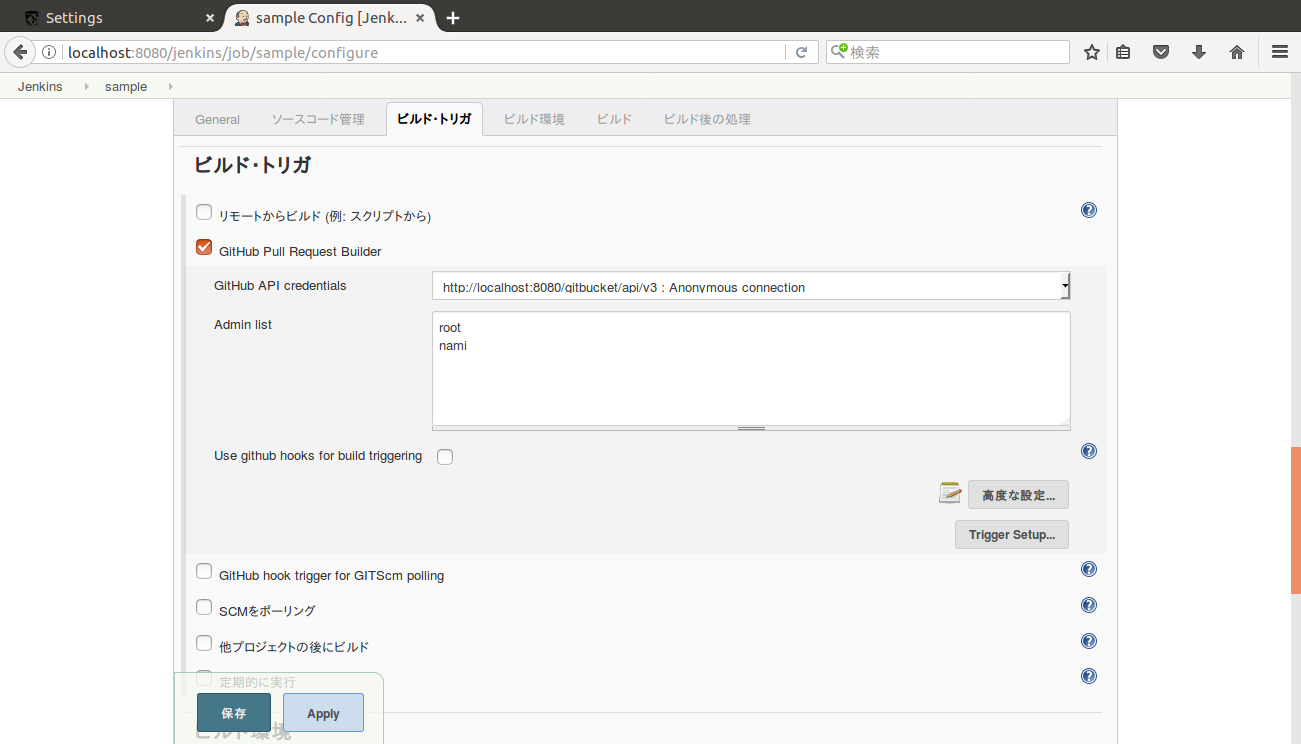 Settings
sample Config [Jenk...
localhost:8080/jenkins/job/sample/configure
検索
Jenkins
sample
General
ソースコード管理
ビルド・トリガ
ビルド環境
ビルド
ビルド後の処理
ビルド・トリガ
リモートからビルド (例: スクリプトから)
GitHub Pull Request Builder
GitHub API credentials
http://localhost:8080/gitbucket/api/v3 : Anonymous connection
Admin list
root
nami
Use github hooks for build triggering
高度な設定...
Trigger Setup...
GitHub hook trigger for GITScm polling
SCMをポーリング
他プロジェクトの後にビルド
定期的に実行
保存
Apply
ビルド環境